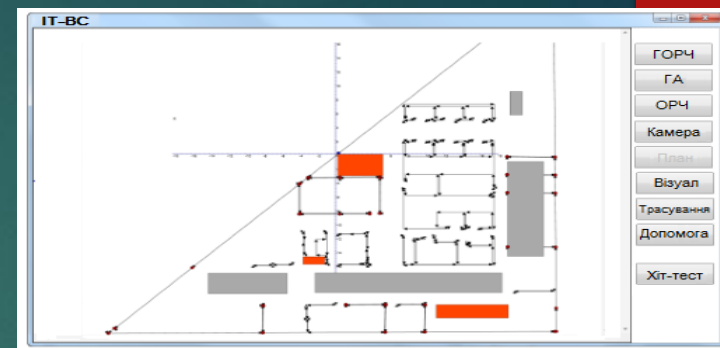 IT-BC
ГОРЧ
ГА
ОРЧ
Камера
План
Візуал
Трасування
Допомога
Хіт-тест